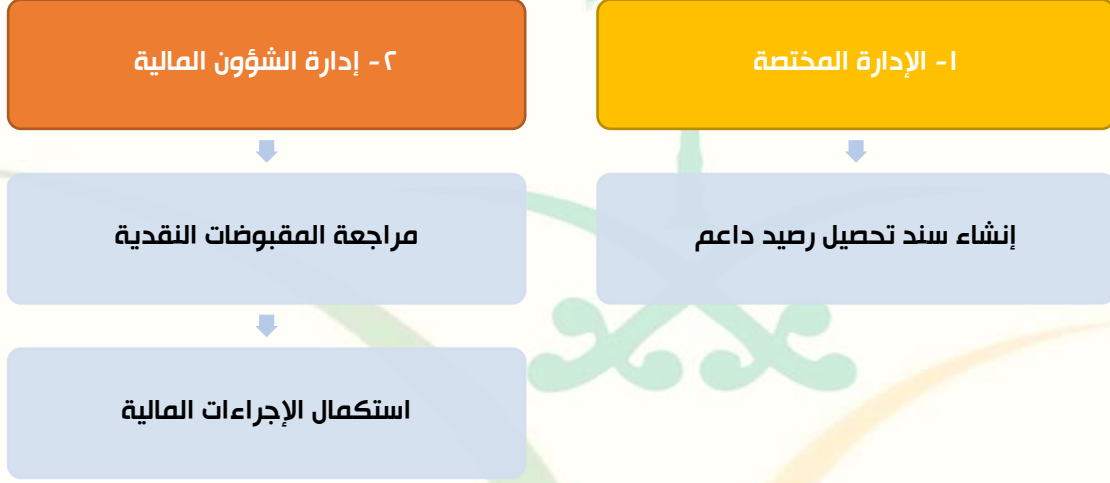 ١- الإدارة المختصة
إنشاء سند تحصيل رصيد داعم
٢- إدارة الشؤون المالية
مراجعة المقبوضات النقدية
استكمال الإجراءات المالية